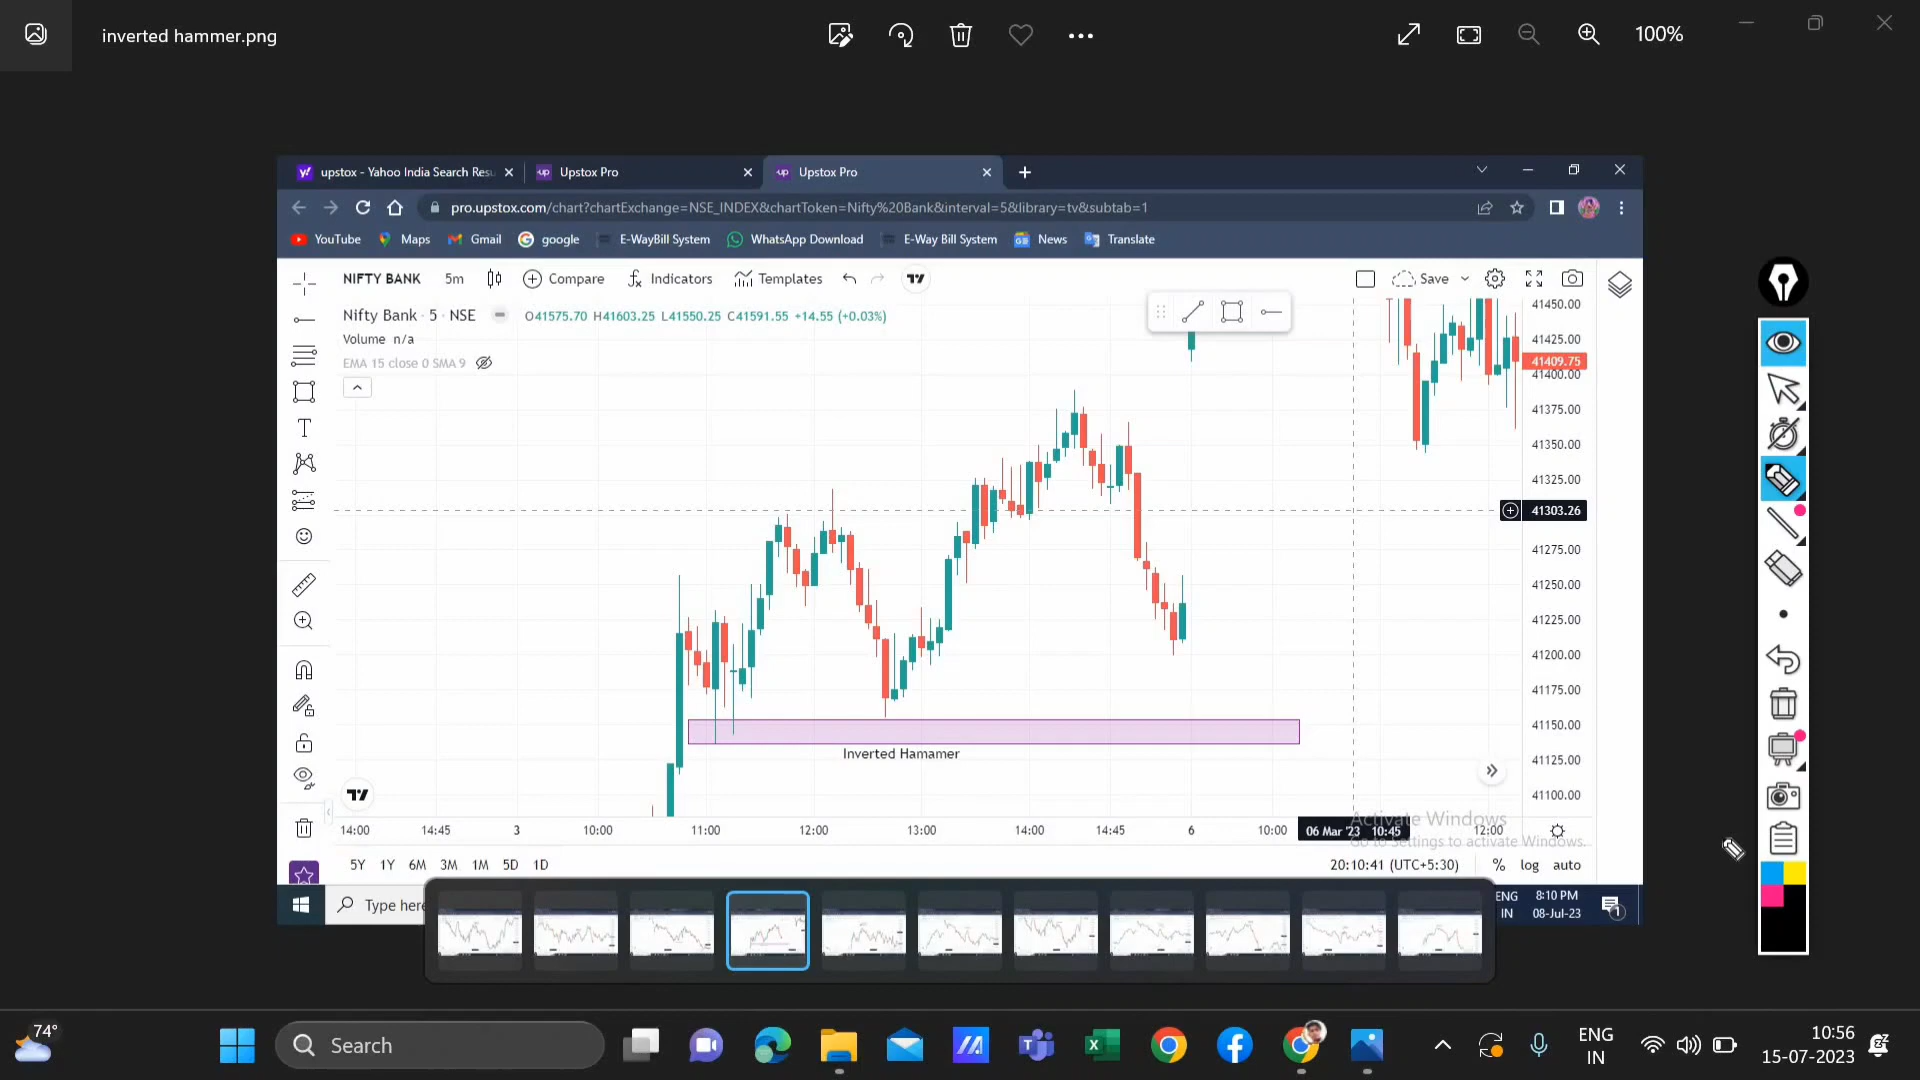 inverted hammer.png
100%
upstox - Yahoo India Search Resu
Upstox Pro
Upstox Pro
pro.upstox.com/chart?chartExchange=NSE_INDEX&chartToken=Nifty%20Bank&interval=5&library=tv&subtab=1
YouTube Maps Gmail google E-WayBill System WhatsApp Download E-Way Bill System News Translate
NIFTY BANK 5m Compare Indicators Templates Save
Nifty Bank · 5 · NSE O41575.70 H41603.25 L41550.25 C41591.55 +14.55 (+0.03%)
Volume n/a
EMA 15 close 0 SMA 9
41450.00
41425.00
41409.75
41400.00
41375.00
41350.00
41325.00
41303.26
41275.00
41250.00
41225.00
41200.00
41175.00
41150.00
41125.00
41100.00
Inverted Hamamer
Activate Windows
Go to Settings to activate Windows.
14:00 14:45 3 10:00 11:00 12:00 13:00 14:00 14:45 6 10:00 06 Mar '23 10:45 12:00
5Y 1Y 6M 3M 1M 5D 1D 20:10:41 (UTC+5:30) % log auto
Type here
ENG
IN
8:10 PM
08-Jul-23
1
74°
Search
ENG
IN
10:56
15-07-2023